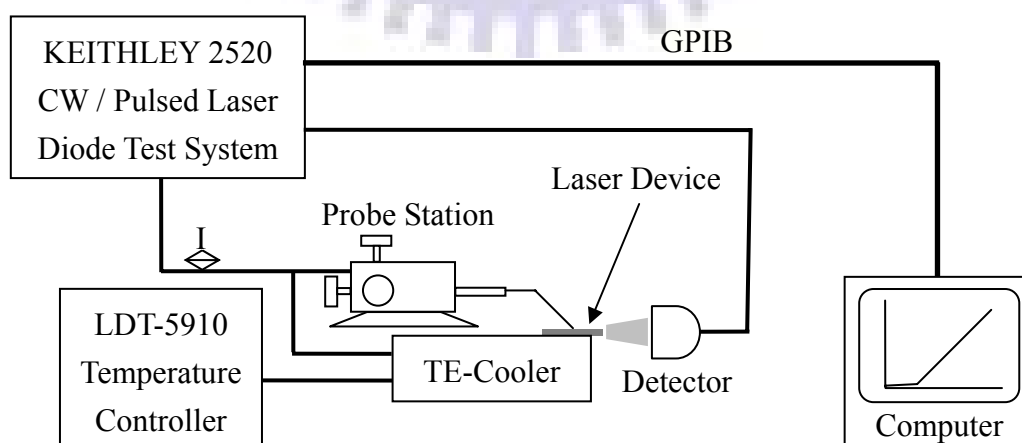 KEITHLEY 2520
CW / Pulsed Laser
Diode Test System
GPIB
Laser Device
Probe Station
I
LDT-5910
Temperature
Controller
TE-Cooler
Detector
Computer